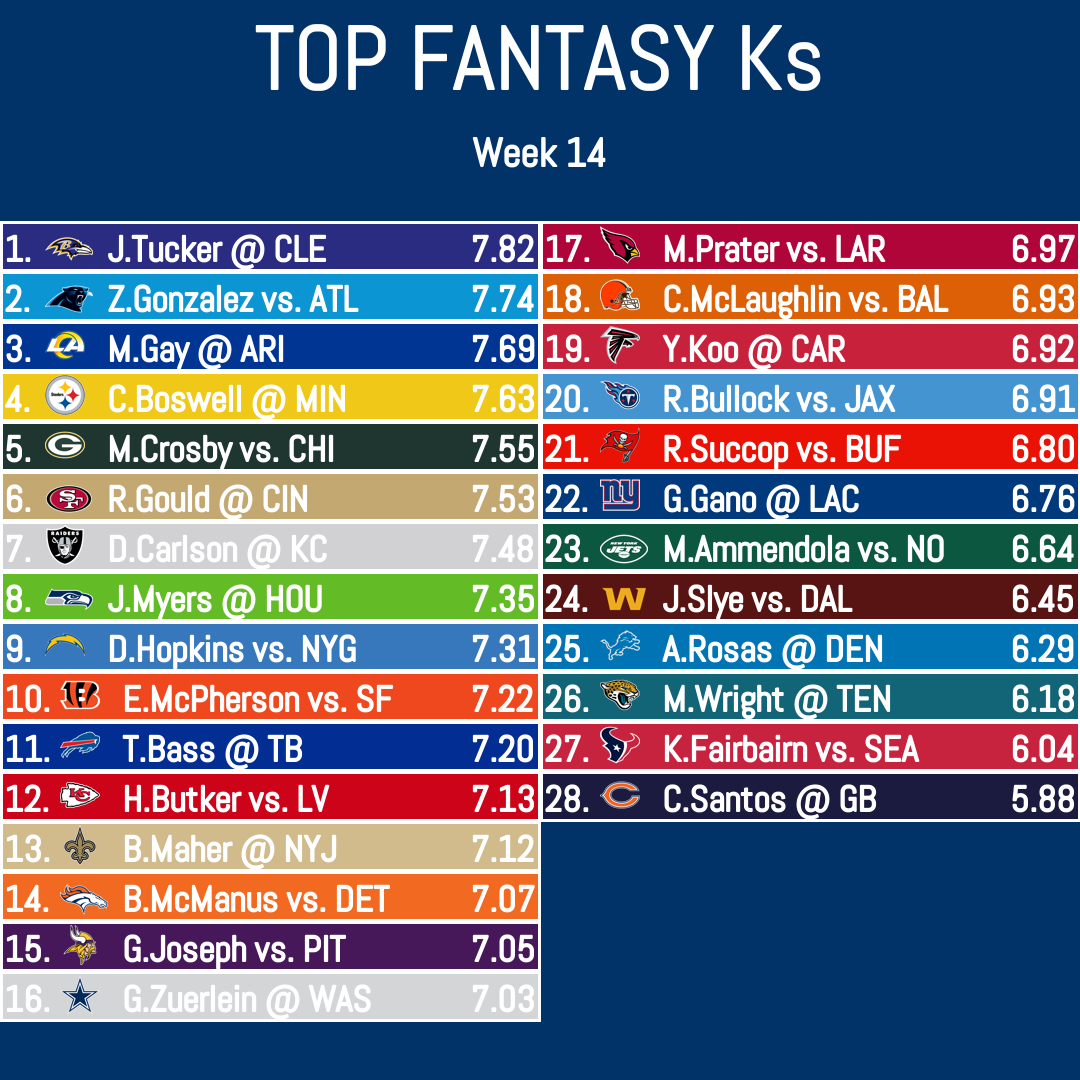 TOP FANTASY Ks
Week 14
1. J.Tucker @ CLE 7.82
2. Z.Gonzalez vs. ATL 7.74
3. M.Gay @ ARI 7.69
4. C.Boswell @ MIN 7.63
5. M.Crosby vs. CHI 7.55
6. R.Gould @ CIN 7.53
7. RAIDERS D.Carlson @ KC 7.48
8. J.Myers @ HOU 7.35
9. D.Hopkins vs. NYG 7.31
10. E.McPherson vs. SF 7.22
11. T.Bass @ TB 7.20
12. H.Butker vs. LV 7.13
13. B.Maher @ NYJ 7.12
14. B.McManus vs. DET 7.07
15. G.Joseph vs. PIT 7.05
16. G.Zuerlein @ WAS 7.03
17. M.Prater vs. LAR 6.97
18. C.McLaughlin vs. BAL 6.93
19. Y.Koo @ CAR 6.92
20. R.Bullock vs. JAX 6.91
21. R.Succop vs. BUF 6.80
22. NY G.Gano @ LAC 6.76
23. NEW YORK JETS M.Ammendola vs. NO 6.64
24. W J.Slye vs. DAL 6.45
25. A.Rosas @ DEN 6.29
26. M.Wright @ TEN 6.18
27. K.Fairbairn vs. SEA 6.04
28. C.Santos @ GB 5.88